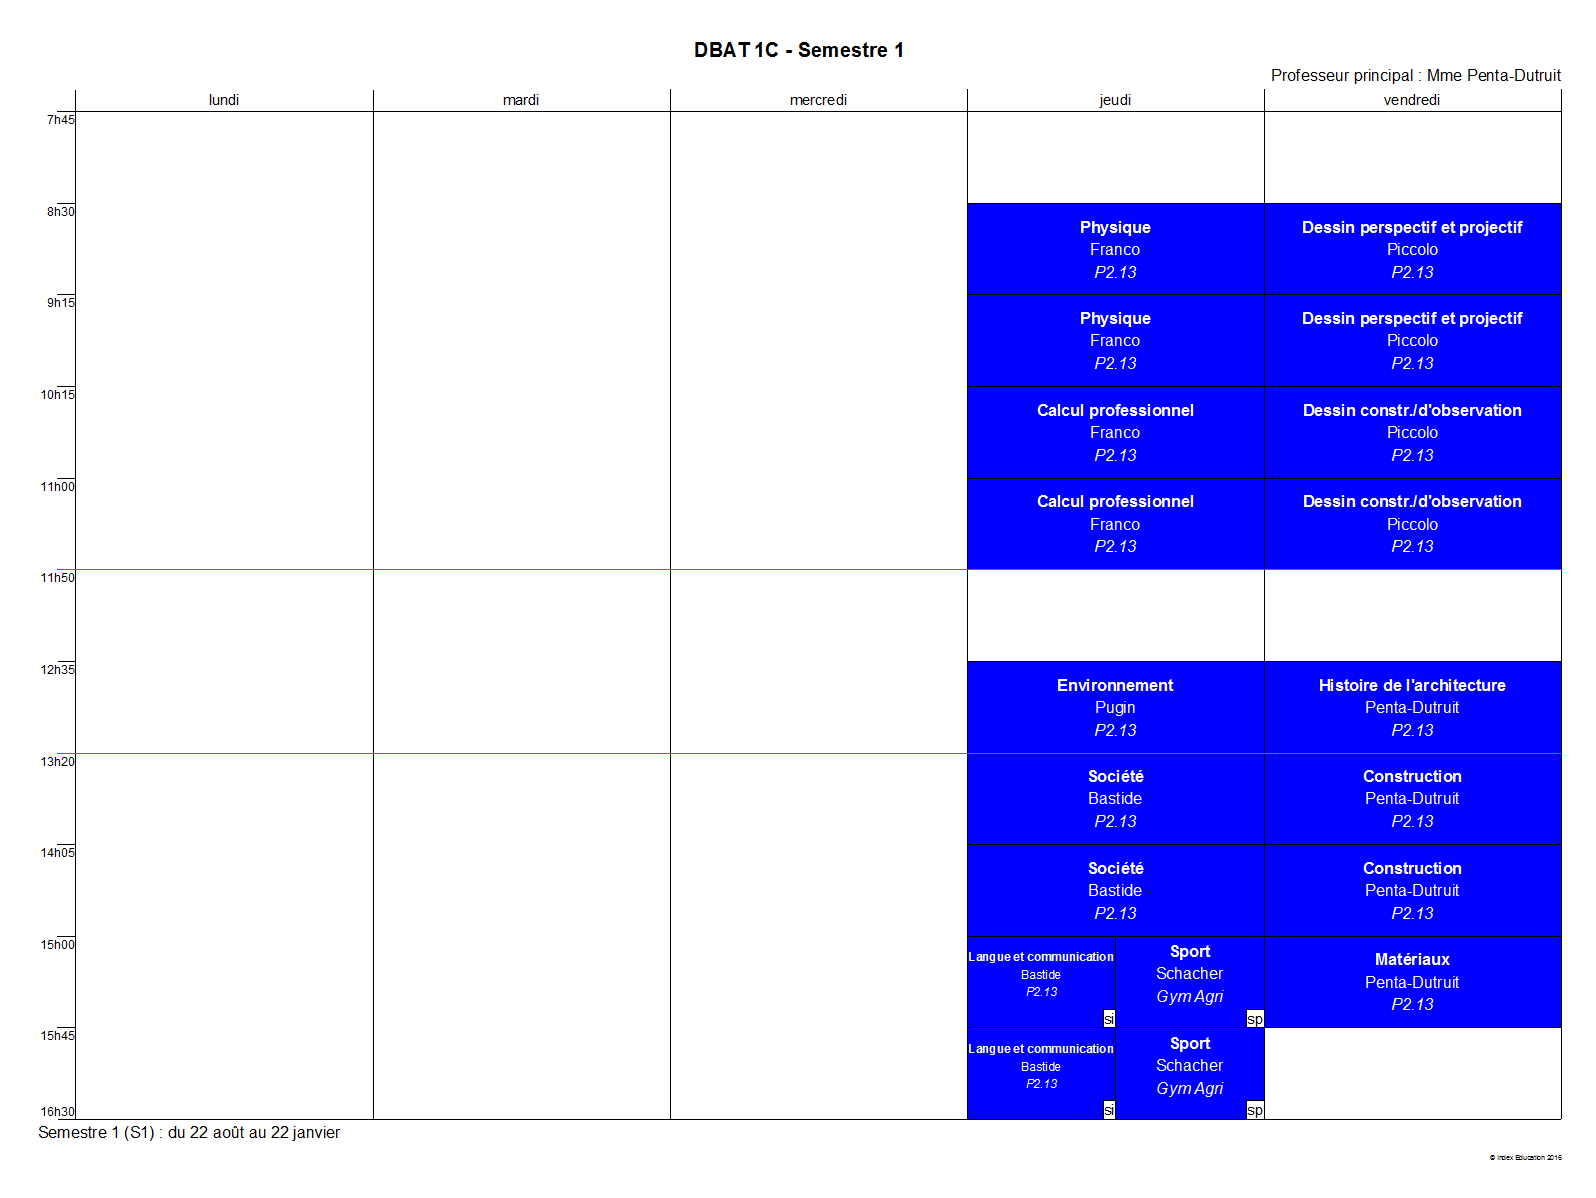 DBAT 1C - Semestre 1
Professeur principal : Mme Penta-Dutruit
lundi
mardi
mercredi
jeudi
vendredi
7h45
8h30
Physique
Franco
P2.13
Dessin perspectif et projectif
Piccolo
P2.13
9h15
Physique
Franco
P2.13
Dessin perspectif et projectif
Piccolo
P2.13
10h15
Calcul professionnel
Franco
P2.13
Dessin constr./d'observation
Piccolo
P2.13
11h00
Calcul professionnel
Franco
P2.13
Dessin constr./d'observation
Piccolo
P2.13
11h50
12h35
Environnement
Pugin
P2.13
Histoire de l'architecture
Penta-Dutruit
P2.13
13h20
Société
Bastide
P2.13
Construction
Penta-Dutruit
P2.13
14h05
Société
Bastide
P2.13
Construction
Penta-Dutruit
P2.13
15h00
Langue et communication
Bastide
P2.13
si
Sport
Schacher
Gym Agri
sp
Matériaux
Penta-Dutruit
P2.13
15h45
Langue et communication
Bastide
P2.13
si
Sport
Schacher
Gym Agri
sp
16h30
Semestre 1 (S1) : du 22 août au 22 janvier
© Index Education 2016